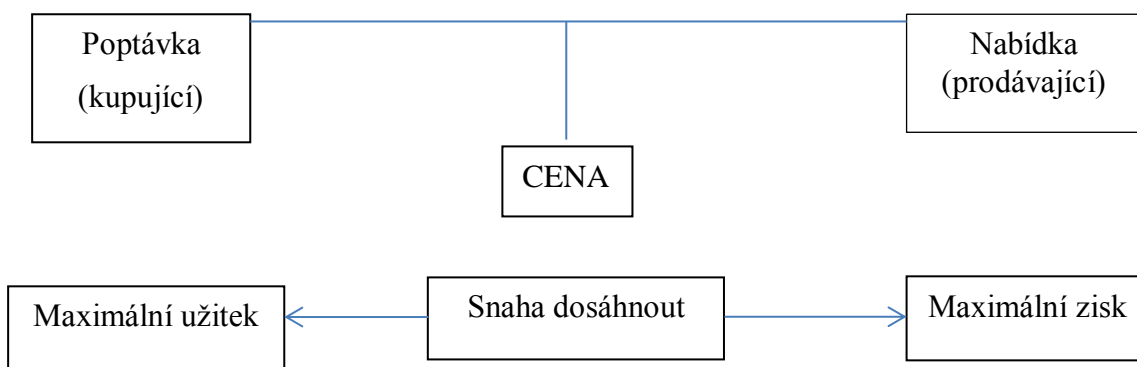 Poptávka
(kupující)
Nabídka
(prodávající)
CENA
Maximální užitek
Snaha dosáhnout
Maximální zisk